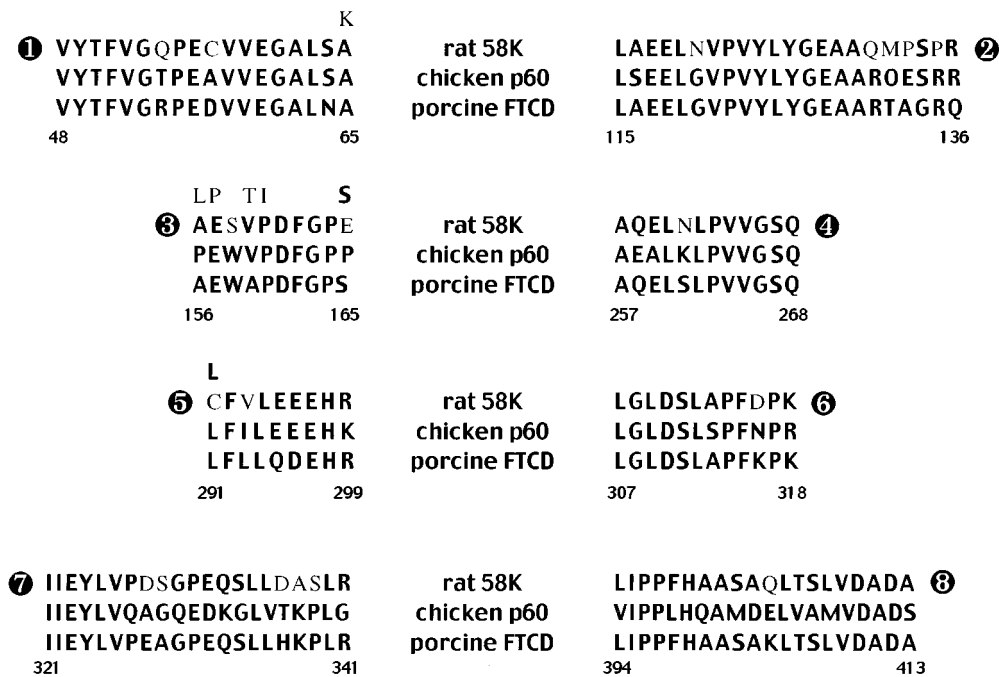 K
❶ VYTFVGQPECVVEGALSA rat 58K LAEELNVPVYLYGEAAQMPSPR ❷
VYTFVGTPEAVVEGALSA chicken p60 LSEELGVPVYLYGEAAROESRR
VYTFVGRPEDVVEGALNA porcine FTCD LAEELGVPVYLYGEAARTAGRQ
48 65 115 136
LP TI S
❸ AESVPDFGPE rat 58K AQELNLPVVGSQ ❹
PEWVPDFGPP chicken p60 AEALKLPVVGSQ
AEWAPDFGPS porcine FTCD AQELSLPVVGSQ
156 165 257 268
L
❺ CFVLEEEHR rat 58K LGLDSLAPFDPK ❻
LFILEEEHK chicken p60 LGLDSLSPFNPR
LFLLQDEHR porcine FTCD LGLDSLAPFKPK
291 299 307 318
❼ IIEYLVPDSGPEQSLLDASLR rat 58K LIPPFHAASAQLTSLVDADA ❽
IIEYLVQAGQEDKGLVTKPLG chicken p60 VIPPLHQAMDELVAMVDADS
IIEYLVPEAGPEQSLLHKPLR porcine FTCD LIPPFHAASAKLTSLVDADA
321 341 394 413